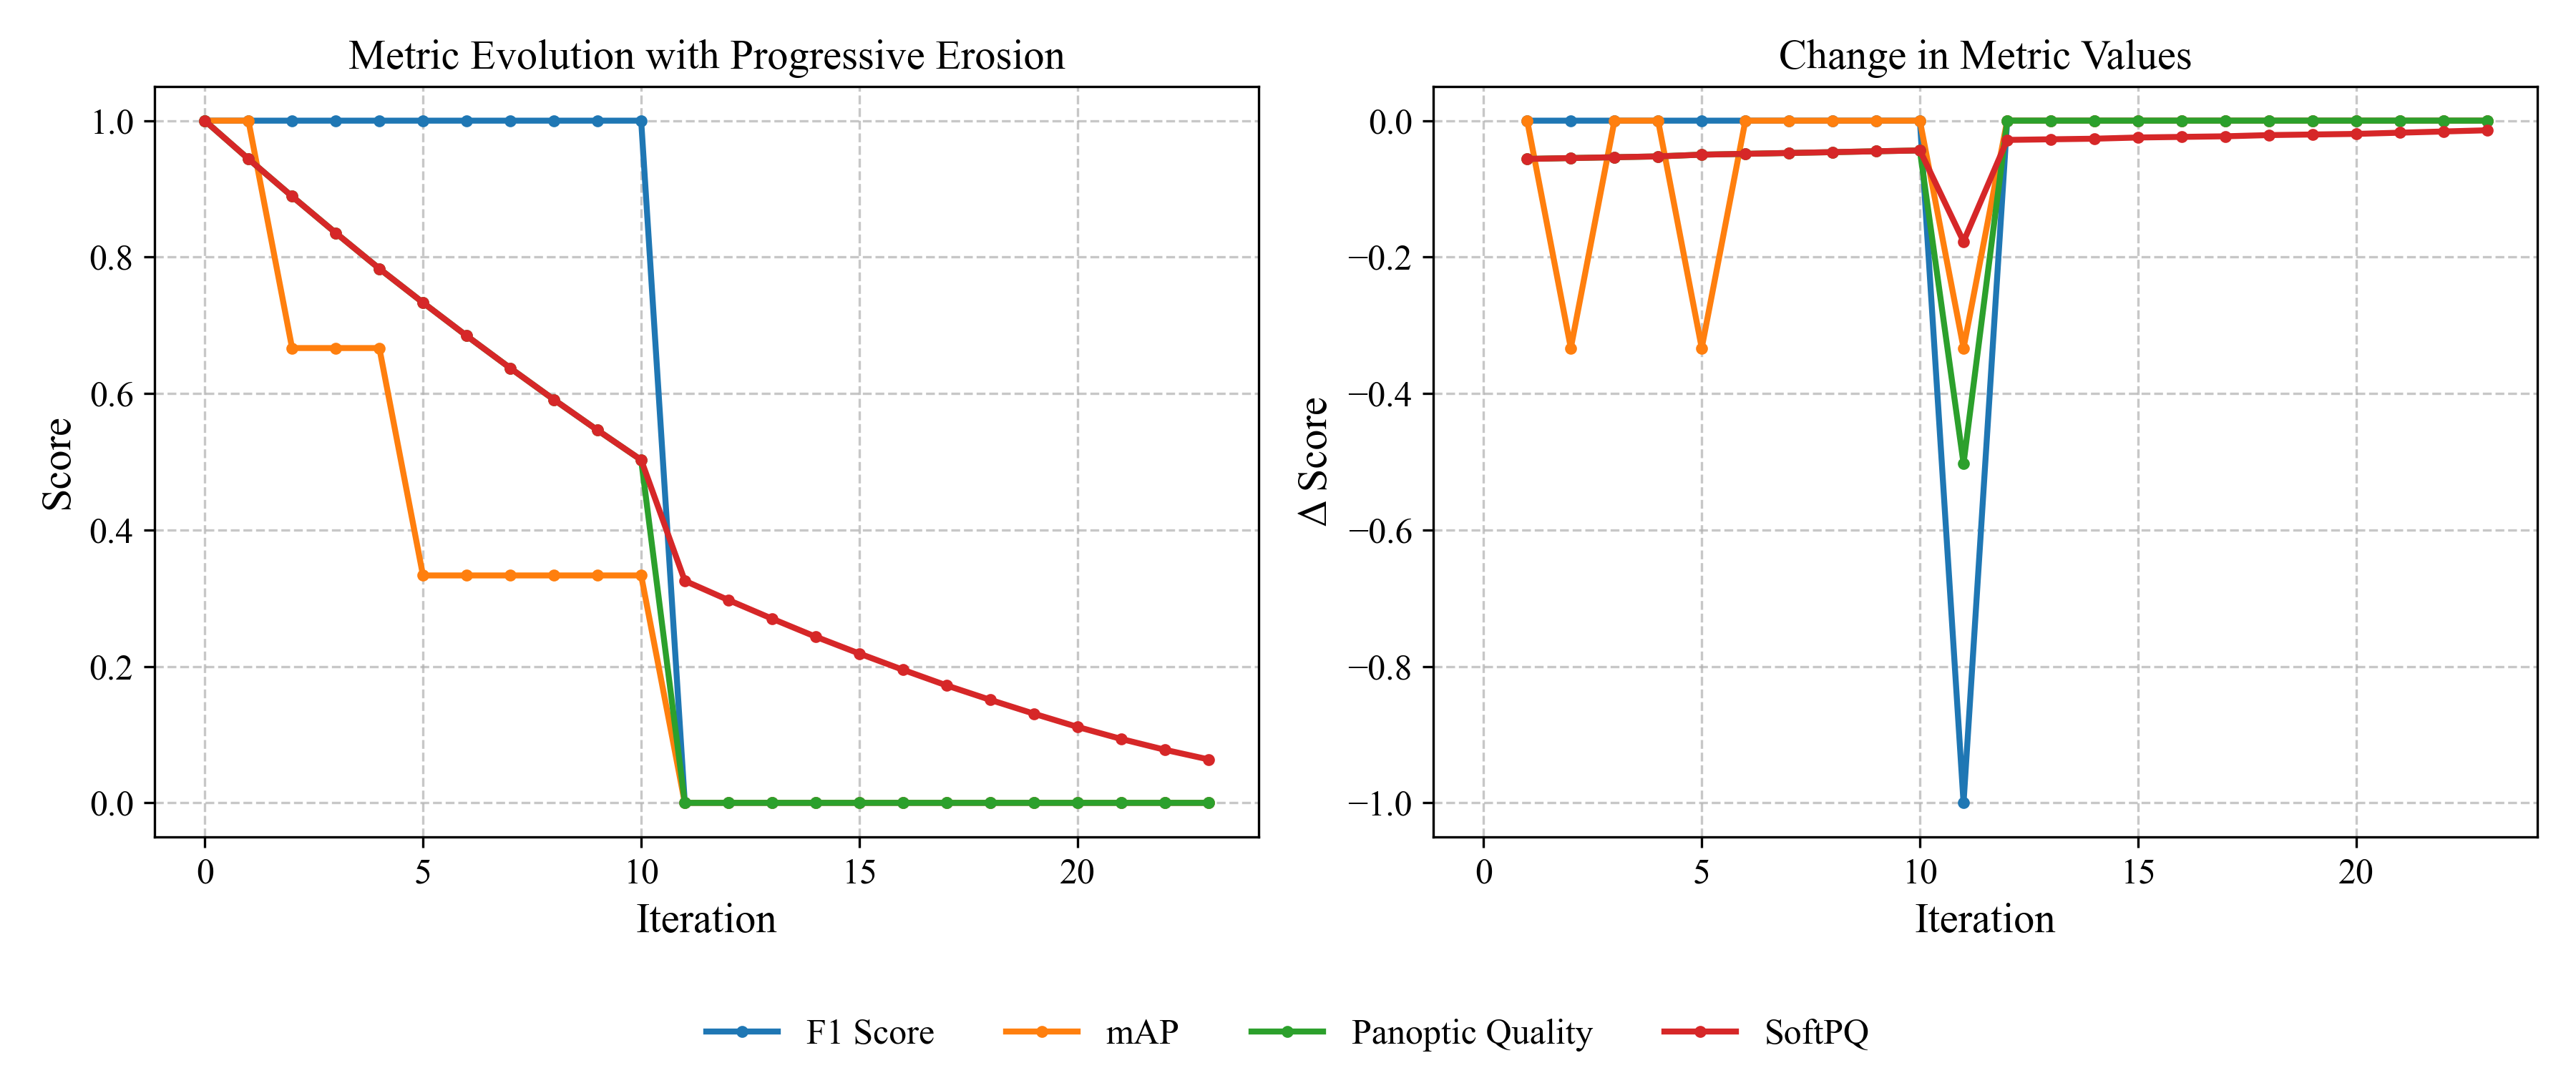 Metric Evolution with Progressive Erosion
Score
1.0
0.8
0.6
0.4
0.2
0.0
0 5 10 15 20
Iteration
Change in Metric Values
Δ Score
0.0
−0.2
−0.4
−0.6
−0.8
−1.0
0 5 10 15 20
Iteration
F1 Score mAP Panoptic Quality SoftPQ